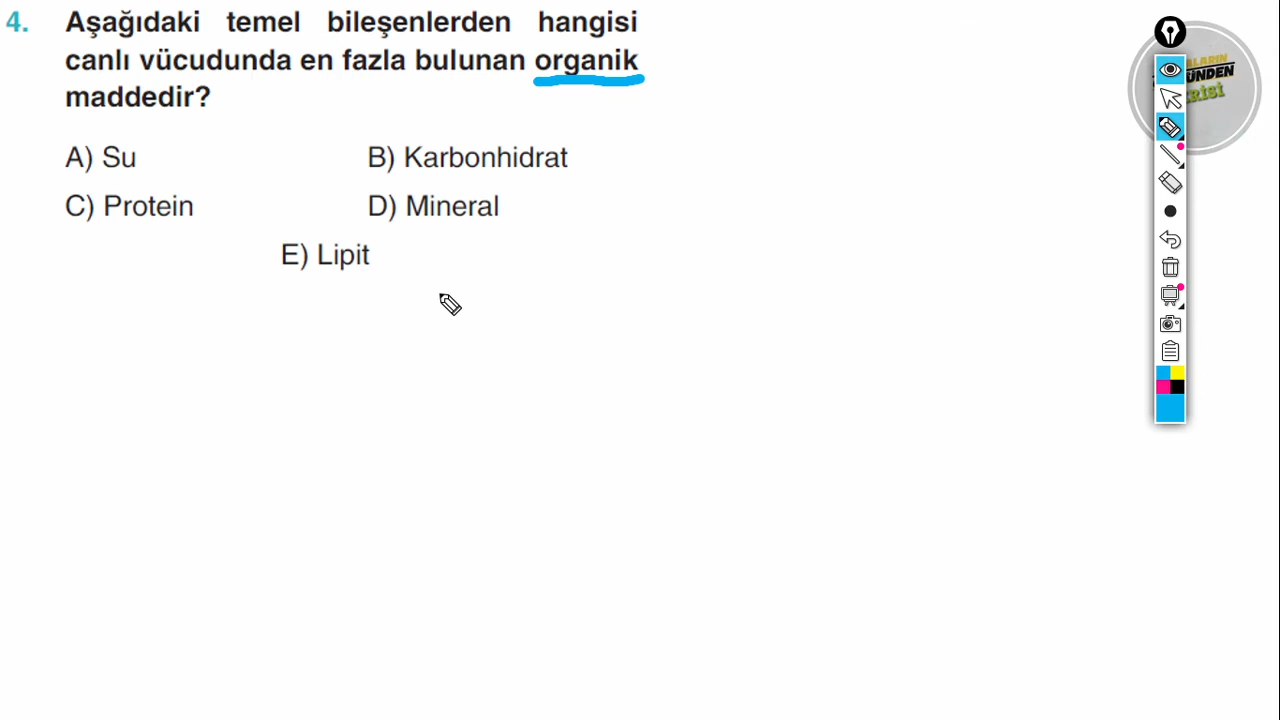 4. Aşağıdaki temel bileşenlerden hangisi
canlı vücudunda en fazla bulunan organik
maddedir?
A) Su B) Karbonhidrat
C) Protein D) Mineral
E) Lipit